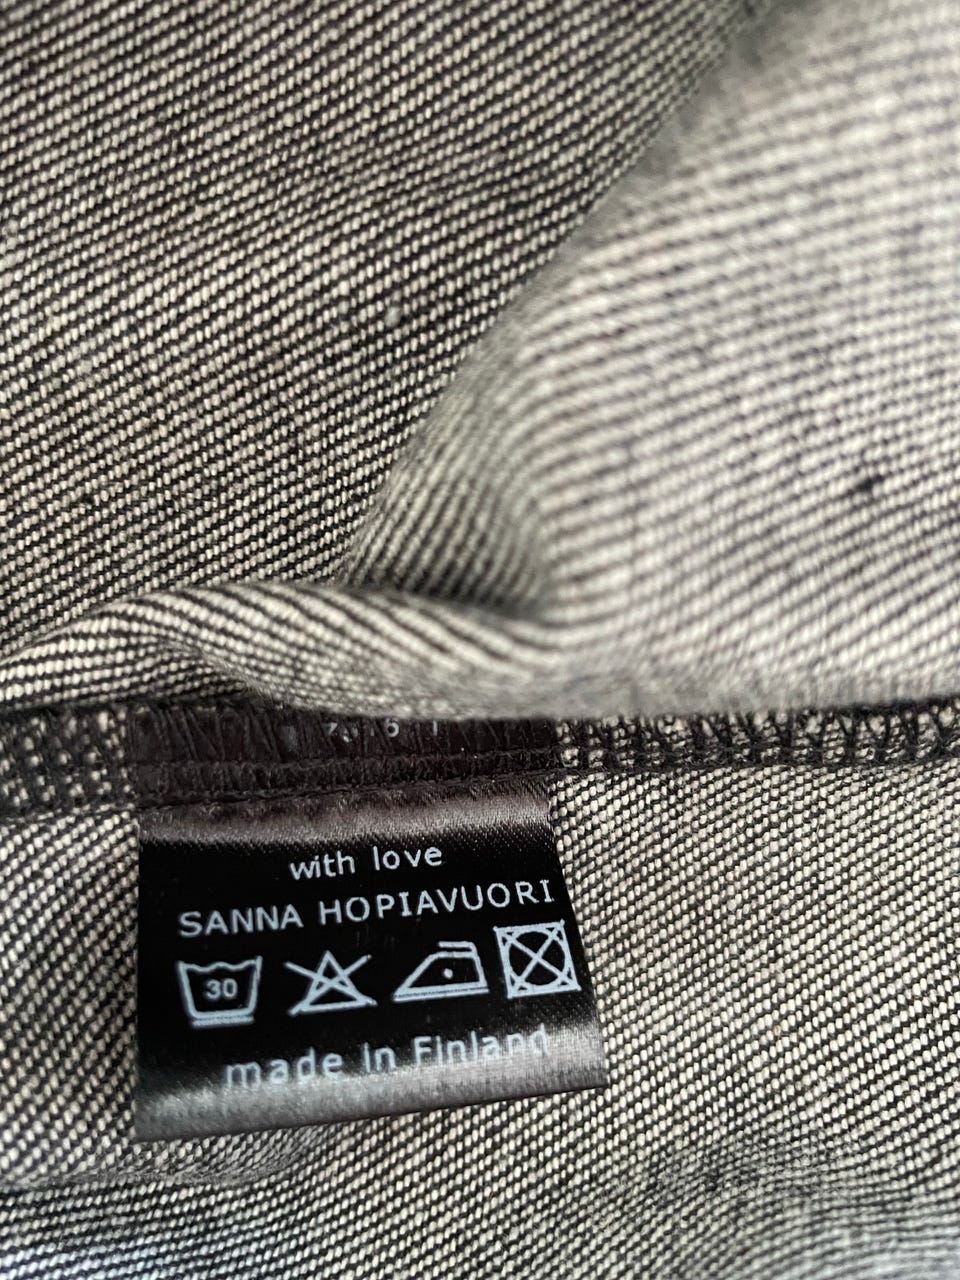 with love
SANNA HOPIAVUORI
30
made in Finland